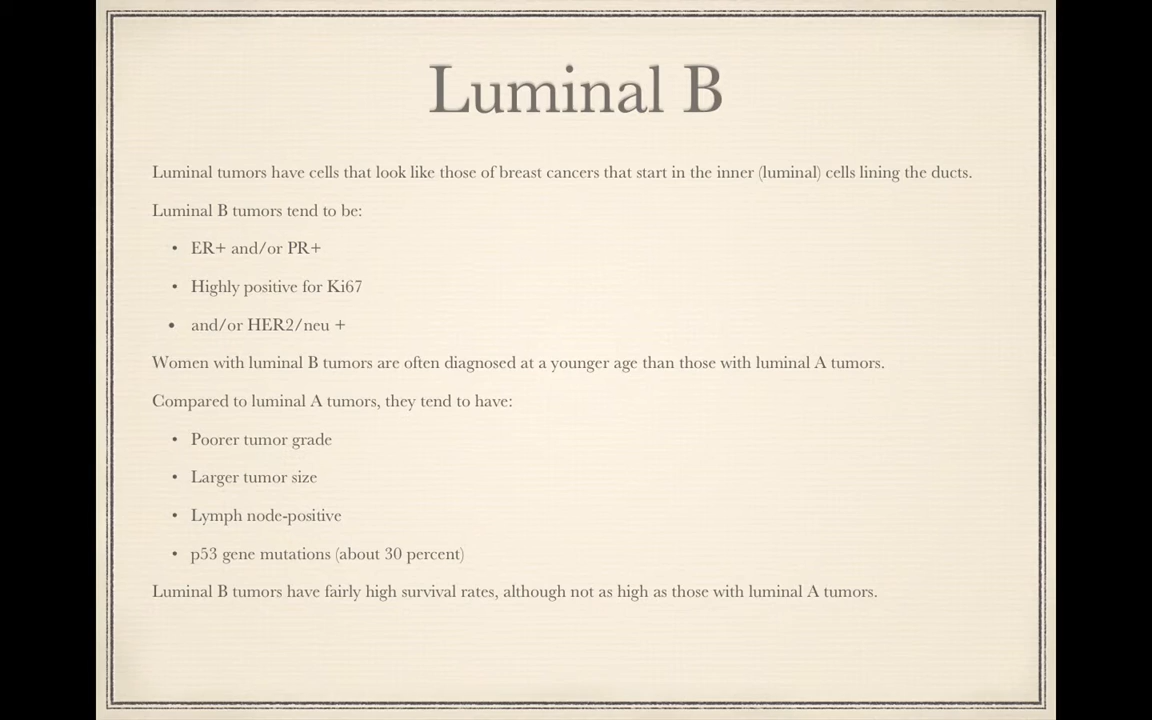 Luminal B
Luminal tumors have cells that look like those of breast cancers that start in the inner (luminal) cells lining the ducts.
Luminal B tumors tend to be:
• ER+ and/or PR+
• Highly positive for Ki67
• and/or HER2/neu +
Women with luminal B tumors are often diagnosed at a younger age than those with luminal A tumors.
Compared to luminal A tumors, they tend to have:
• Poorer tumor grade
• Larger tumor size
• Lymph node-positive
• p53 gene mutations (about 30 percent)
Luminal B tumors have fairly high survival rates, although not as high as those with luminal A tumors.